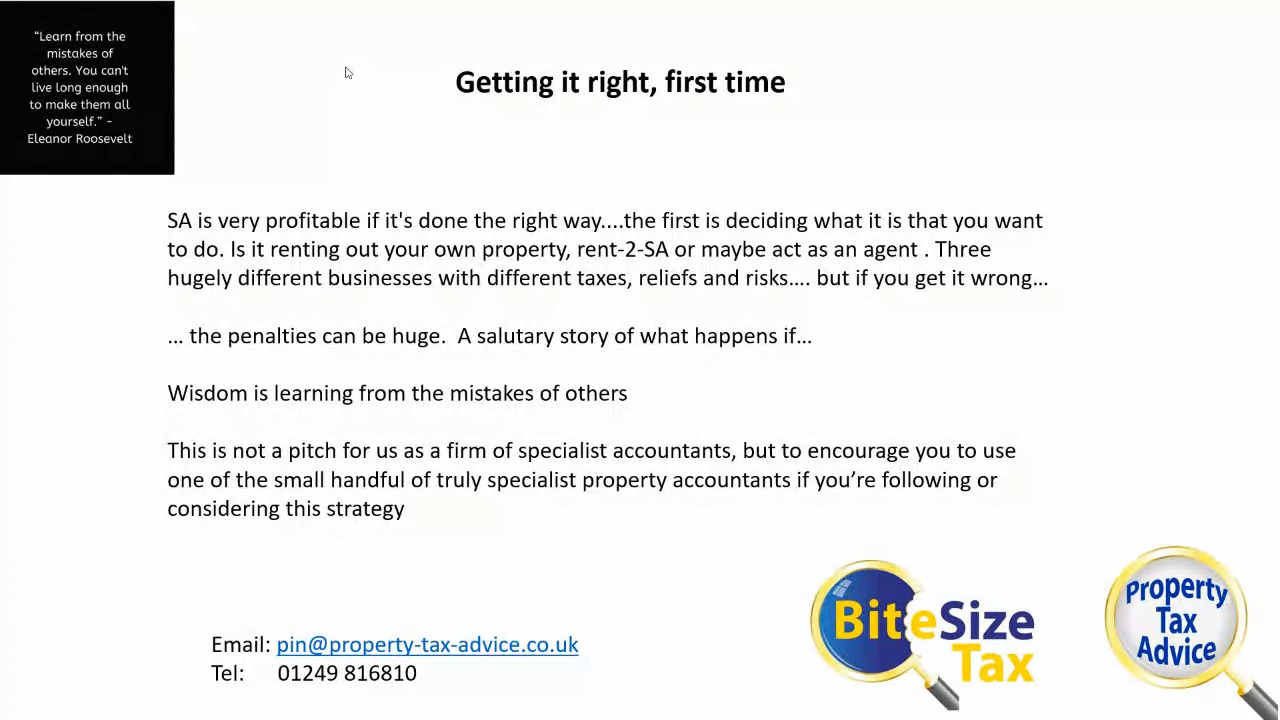 “Learn from the
mistakes of
others. You can't
live long enough
to make them all
yourself.” -
Eleanor Roosevelt
Getting it right, first time
SA is very profitable if it's done the right way....the first is deciding what it is that you want
to do. Is it renting out your own property, rent-2-SA or maybe act as an agent . Three
hugely different businesses with different taxes, reliefs and risks.... but if you get it wrong...
... the penalties can be huge.  A salutary story of what happens if...
Wisdom is learning from the mistakes of others
This is not a pitch for us as a firm of specialist accountants, but to encourage you to use
one of the small handful of truly specialist property accountants if you’re following or
considering this strategy
Email: pin@property-tax-advice.co.uk
Tel: 01249 816810
BiteSize
Tax
Property
Tax
Advice